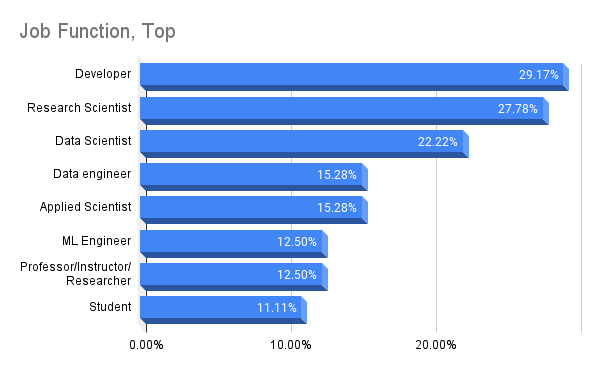 Job Function, Top
Developer
29.17%
Research Scientist
27.78%
Data Scientist
22.22%
Data engineer
15.28%
Applied Scientist
15.28%
ML Engineer
12.50%
Professor/Instructor/
Researcher
12.50%
Student
11.11%
0.00%
10.00%
20.00%